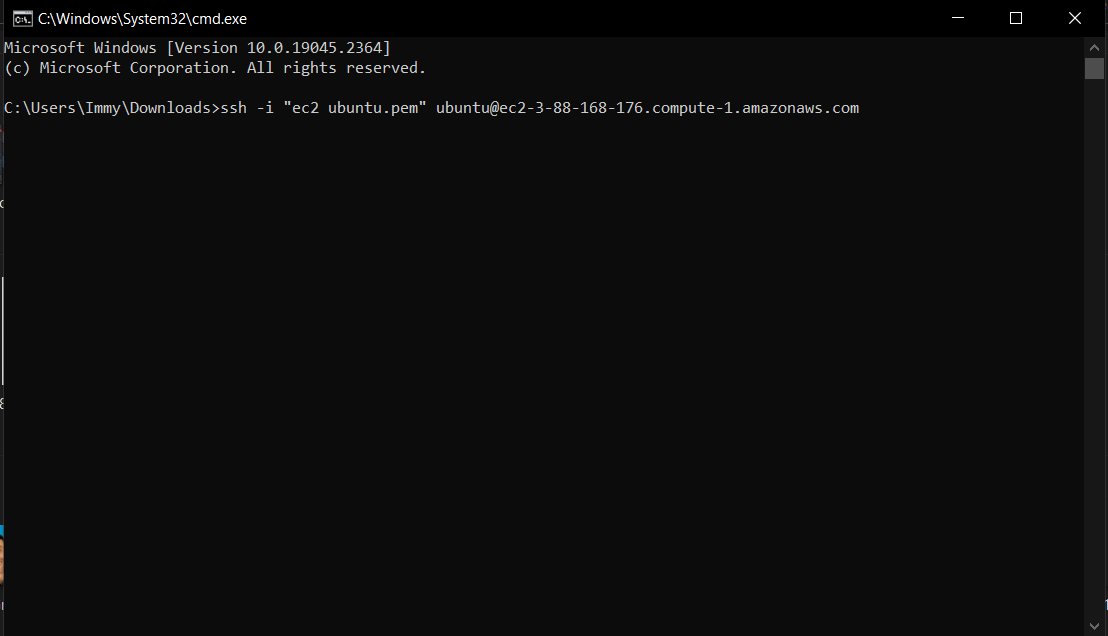 C:\Windows\System32\cmd.exe
Microsoft Windows [Version 10.0.19045.2364]
(c) Microsoft Corporation. All rights reserved.
C:\Users\Immy\Downloads>ssh -i "ec2 ubuntu.pem" ubuntu@ec2-3-88-168-176.compute-1.amazonaws.com